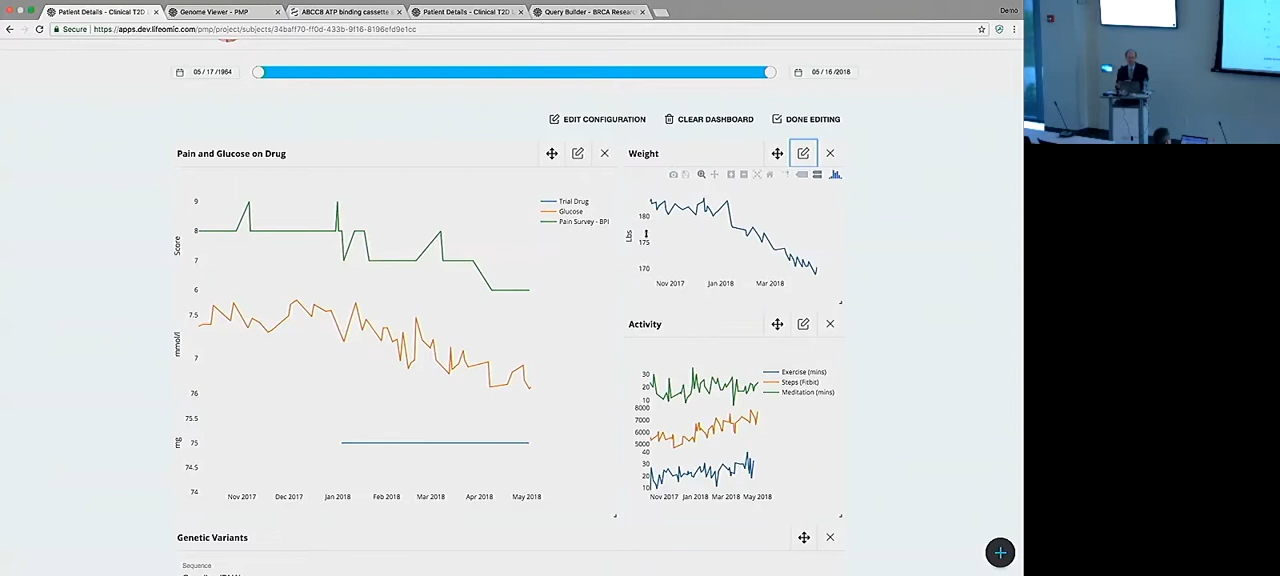 Patient Details - Clinical T2D
Genome Viewer - PMP
ABCC8 ATP binding cassette
Patient Details - Clinical T2D
Query Builder - BRCA Resear
Demo
Secure
https://apps.dev.lifeomic.com/pmp/project/subjects/34baff70-ff0d-433b-9f16-8196efd9e1cc
05 / 17 /1964
05 / 16 /2018
EDIT CONFIGURATION
CLEAR DASHBOARD
DONE EDITING
Pain and Glucose on Drug
Score
9
8
7
6
mmol/l
7.5
7
mg
76
75.5
75
74.5
74
Nov 2017 Dec 2017 Jan 2018 Feb 2018 Mar 2018 Apr 2018 May 2018
Trial Drug
Glucose
Pain Survey - BPI
Weight
Lbs
180
175
170
Nov 2017 Jan 2018 Mar 2018
Activity
30
20
10
8000
7000
6000
5000
40
30
20
10
Nov 2017 Jan 2018 Mar 2018 May 2018
Exercise (mins)
Steps (Fitbit)
Meditation (mins)
Genetic Variants
Sequence